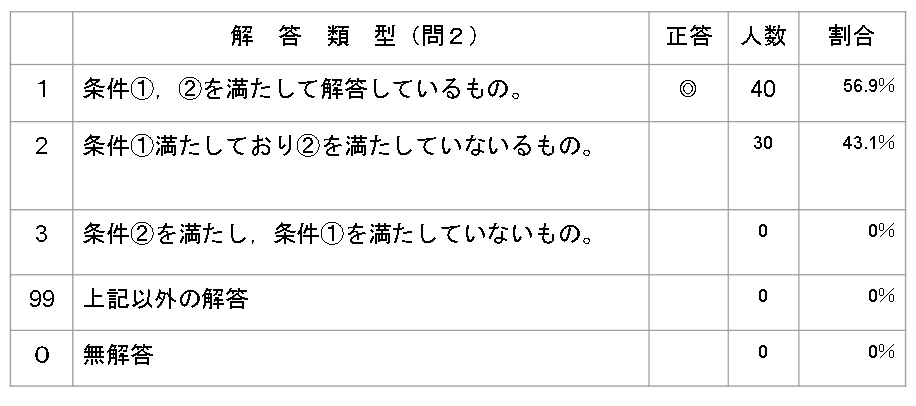 解 答 類 型（問２） 正答 人数 割合
1 条件①，②を満たして解答しているもの。 ◎ 40 56.9％
2 条件①満たしており②を満たしていないるもの。 30 43.1％
3 条件②を満たし，条件①を満たしていないもの。 0 0％
99 上記以外の解答 0 0％
０ 無解答 0 0％